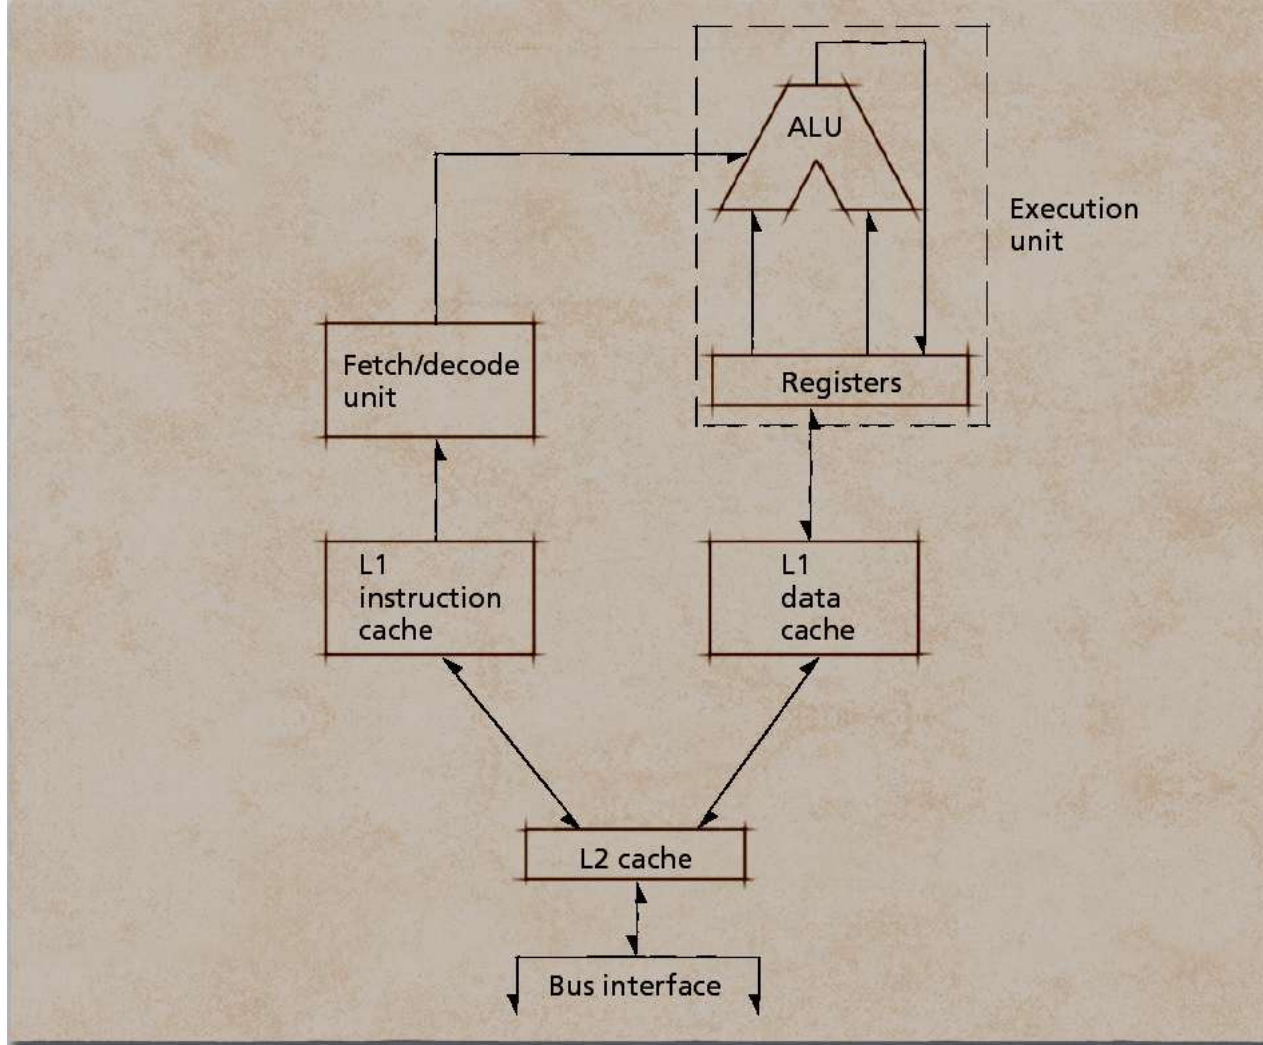 ALU
Execution
unit
Fetch/decode
unit
Registers
L1
instruction
cache
L1
data
cache
L2 cache
Bus interface